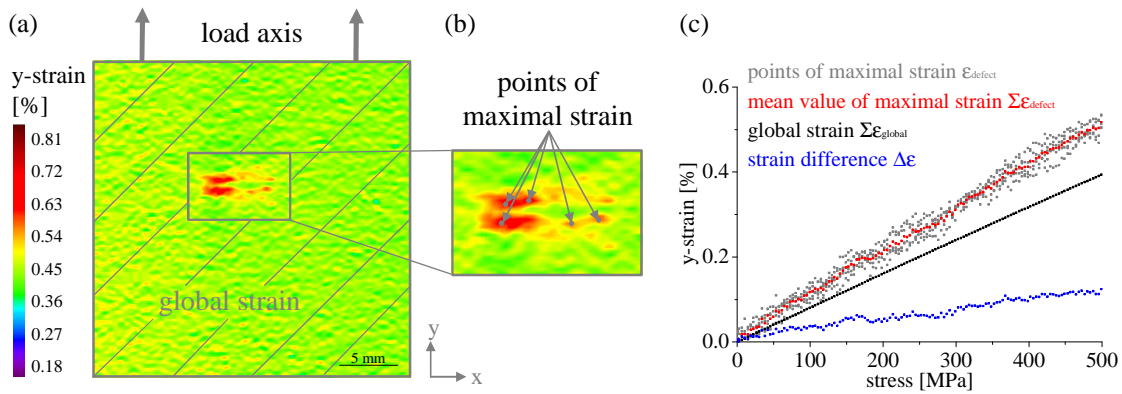 (a)
load axis
y-strain
[%]
0.81
0.72
0.63
0.54
0.45
0.36
0.27
0.18
global strain
5 mm
y
x
(b)
points of
maximal strain
(c)
points of maximal strain εdefect
mean value of maximal strain Σεdefect
global strain Σεglobal
strain difference Δε
y-strain [%]
0.6
0.4
0.2
0.0
0
100
200
300
400
500
stress [MPa]